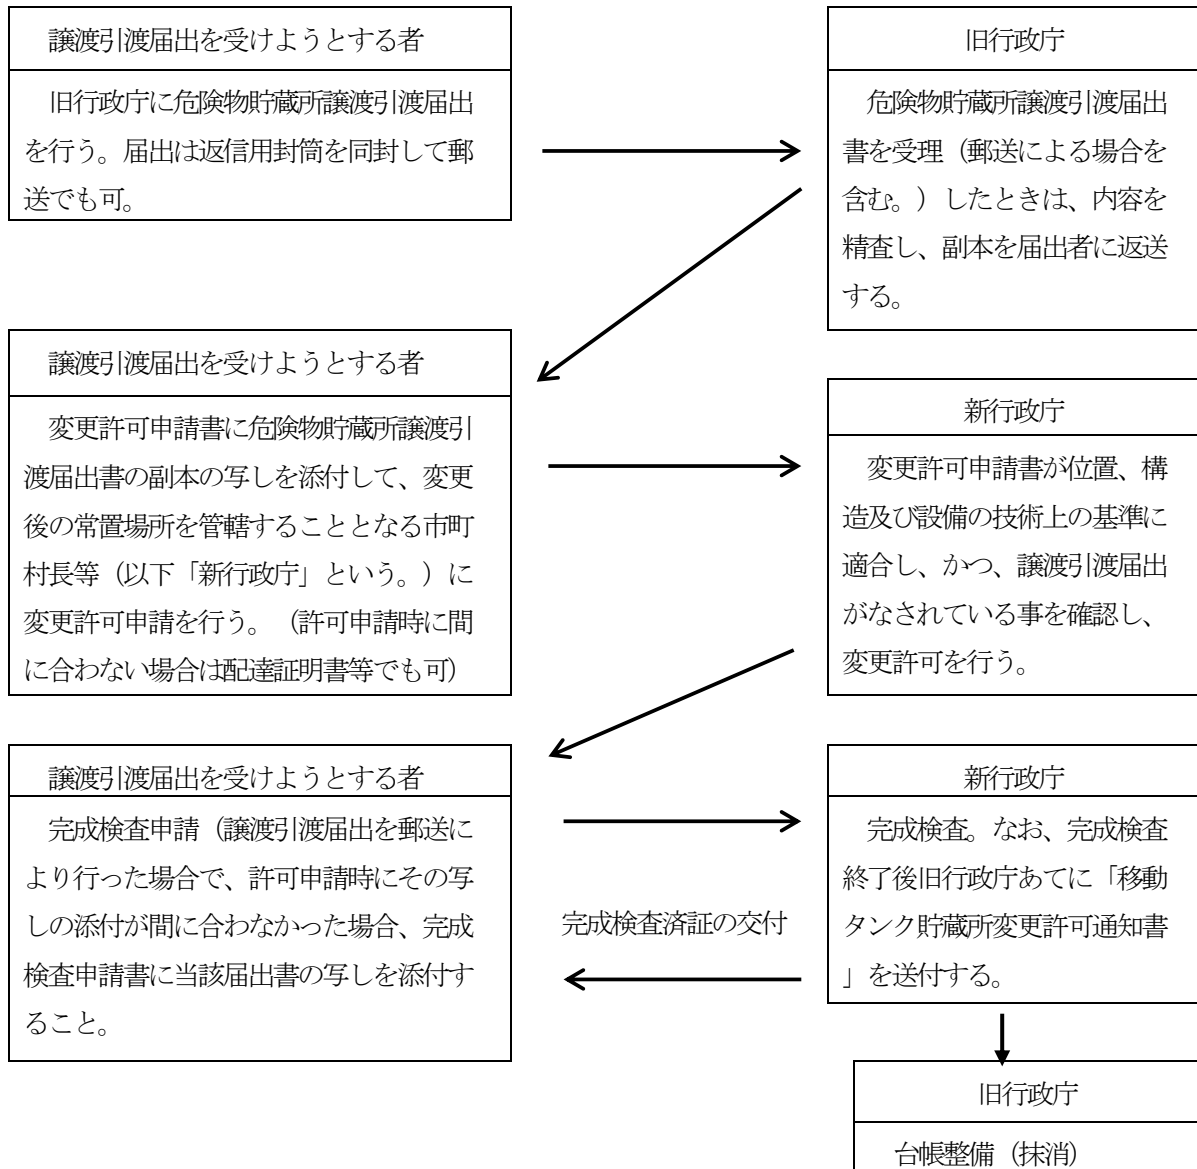 譲渡引渡届出を受けようとする者
旧行政庁に危険物貯蔵所譲渡引渡届出
を行う。届出は返信用封筒を同封して郵
送でも可。
旧行政庁
危険物貯蔵所譲渡引渡届出
書を受理（郵送による場合を
含む。）したときは、内容を
精査し、副本を届出者に返送
する。
譲渡引渡届出を受けようとする者
変更許可申請書に危険物貯蔵所譲渡引
渡届出書の副本の写しを添付して、変更
後の常置場所を管轄することとなる市町
村長等（以下「新行政庁」という。）に
変更許可申請を行う。（許可申請時に間
に合わない場合は配達証明書等でも可）
新行政庁
変更許可申請書が位置、構
造及び設備の技術上の基準に
適合し、かつ、譲渡引渡届出
がなされている事を確認し、
変更許可を行う。
譲渡引渡届出を受けようとする者
完成検査申請（譲渡引渡届出を郵送に
より行った場合で、許可申請時にその写
しの添付が間に合わなかった場合、完成
検査申請書に当該届出書の写しを添付す
ること。
完成検査済証の交付
新行政庁
完成検査。なお、完成検査
終了後旧行政庁あてに「移動
タンク貯蔵所変更許可通知書
」を送付する。
旧行政庁
台帳整備（抹消）